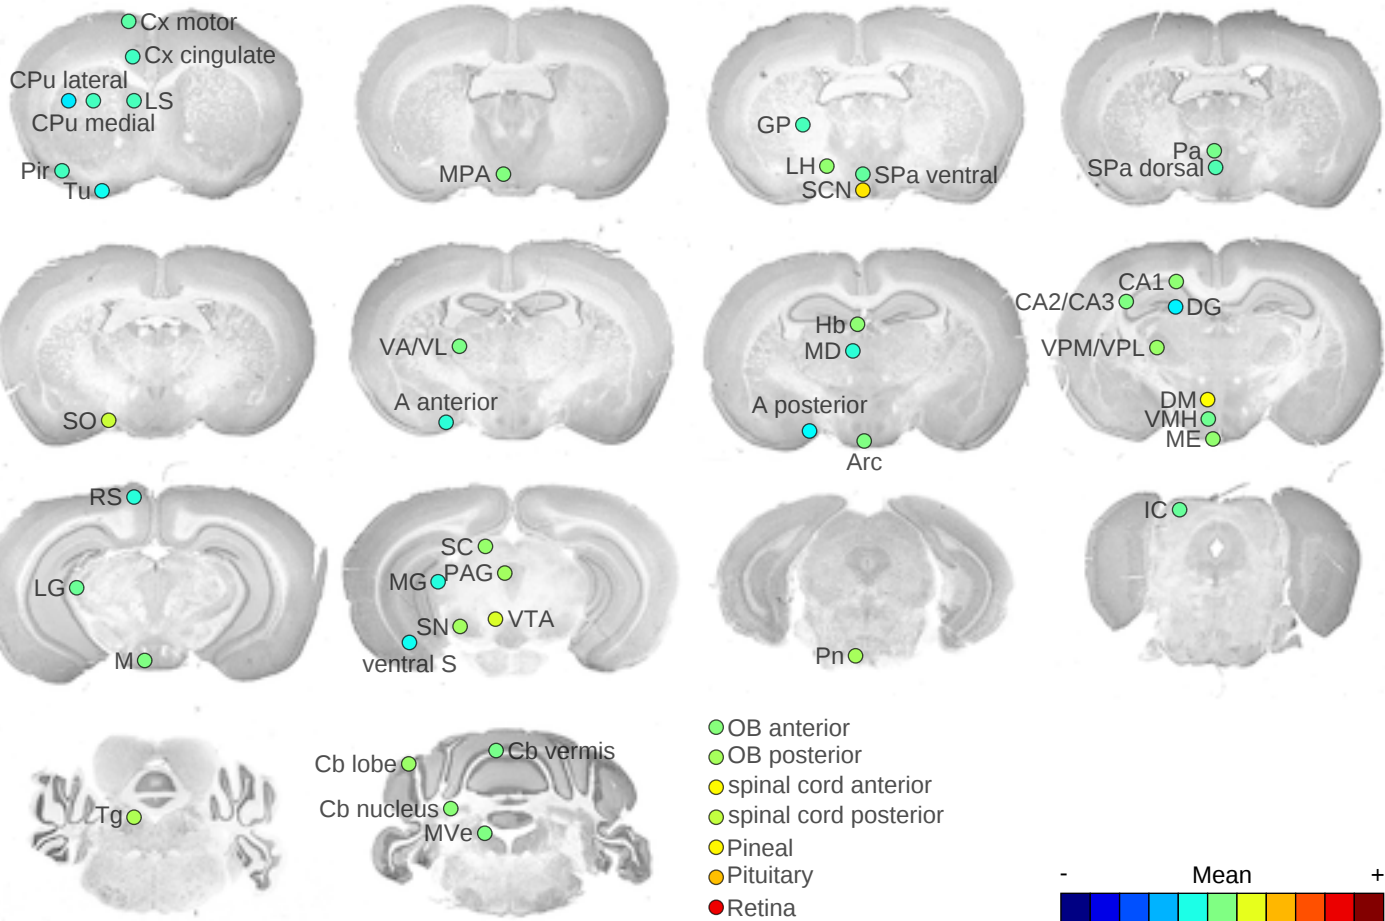 Cx motor
Cx cingulate
CPu lateral
LS
CPu medial
Pir
Tu
MPA
GP
LH
SPa ventral
SCN
Pa
SPa dorsal
SO
VA/VL
A anterior
Hb
MD
A posterior
Arc
CA1
CA2/CA3
DG
VPM/VPL
DM
VMH
ME
RS
LG
M
SC
MG
PAG
SN
VTA
ventral S
Pn
IC
Tg
Cb lobe
Cb vermis
Cb nucleus
MVe
OB anterior
OB posterior
spinal cord anterior
spinal cord posterior
Pineal
Pituitary
Retina
- Mean +